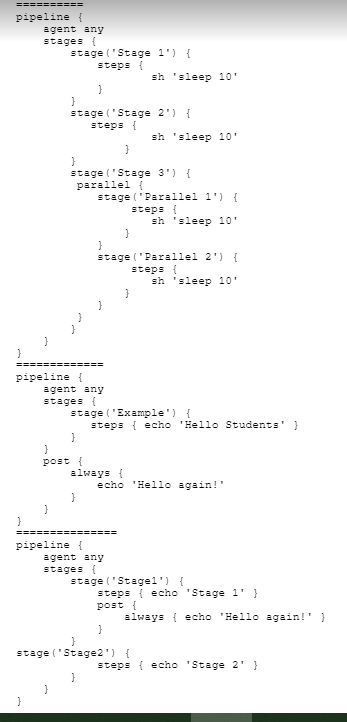 ==========
pipeline {
    agent any
    stages {
        stage('Stage 1') {
            steps {
                    sh 'sleep 10'
            }
        }
        stage('Stage 2') {
           steps {
                    sh 'sleep 10'
                }
        }
        stage('Stage 3') {
         parallel {
            stage('Parallel 1') {
                 steps {
                    sh 'sleep 10'
                }
            }
            stage('Parallel 2') {
                 steps {
                    sh 'sleep 10'
                }
            }
         }
        }
    }
}
=============
pipeline {
    agent any
    stages {
        stage('Example') {
           steps { echo 'Hello Students' }
        }
    }
    post {
        always {
            echo 'Hello again!'
        }
    }
}
===============
pipeline {
    agent any
    stages {
        stage('Stage1') {
            steps { echo 'Stage 1' }
            post {
                always { echo 'Hello again!' }
            }
        }
stage('Stage2') {
            steps { echo 'Stage 2' }
        }
    }
}